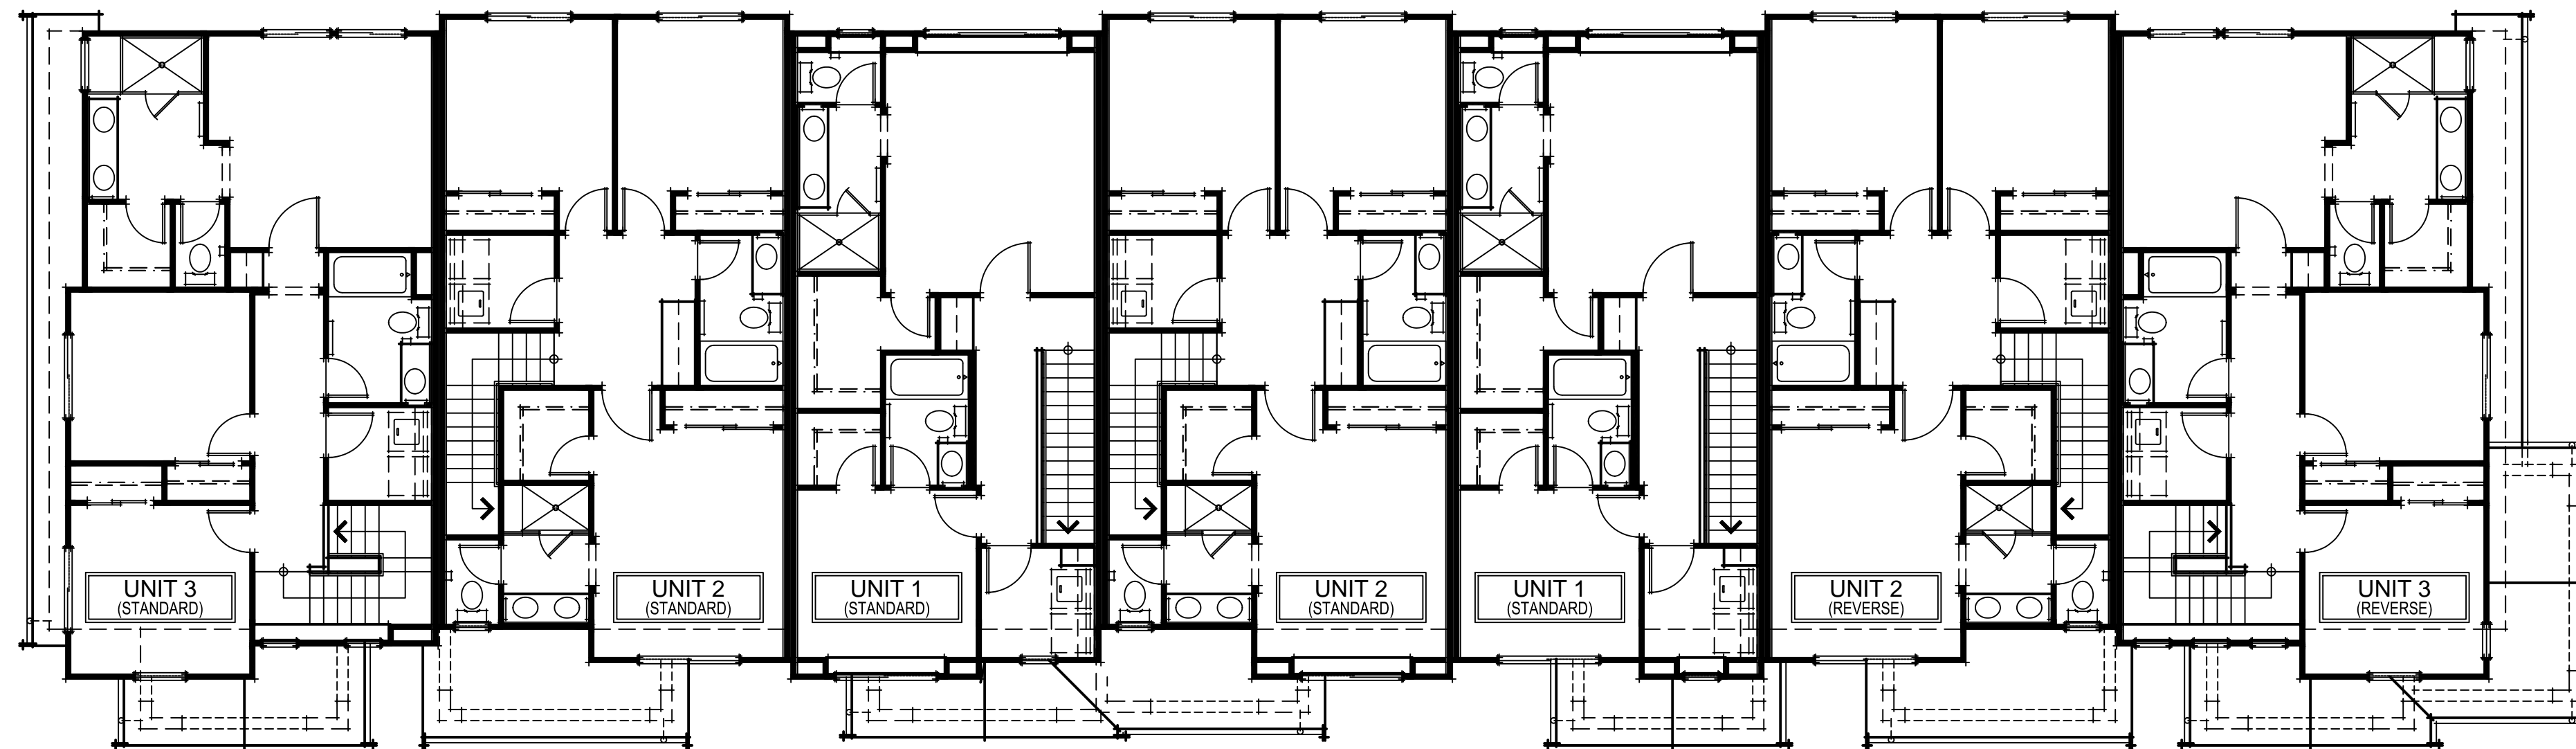 UNIT 3
(STANDARD)
UNIT 2
(STANDARD)
UNIT 1
(STANDARD)
UNIT 2
(STANDARD)
UNIT 1
(STANDARD)
UNIT 2
(REVERSE)
UNIT 3
(REVERSE)